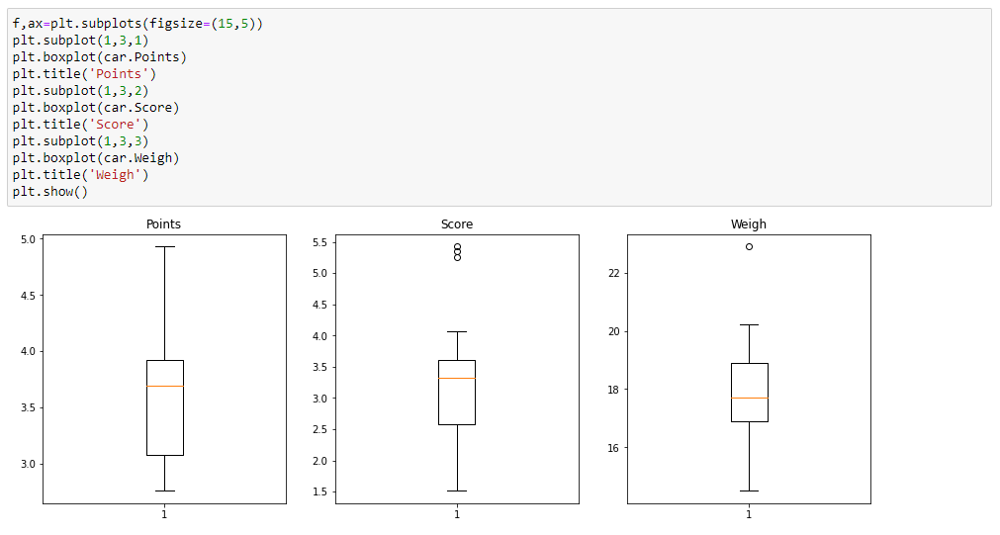 f,ax=plt.subplots(figsize=(15,5))
plt.subplot(1,3,1)
plt.boxplot(car.Points)
plt.title('Points')
plt.subplot(1,3,2)
plt.boxplot(car.Score)
plt.title('Score')
plt.subplot(1,3,3)
plt.boxplot(car.Weigh)
plt.title('Weigh')
plt.show()
Points
5.0
4.5
4.0
3.5
3.0
1
Score
5.5
5.0
4.5
4.0
3.5
3.0
2.5
2.0
1.5
1
Weigh
22
20
18
16
1